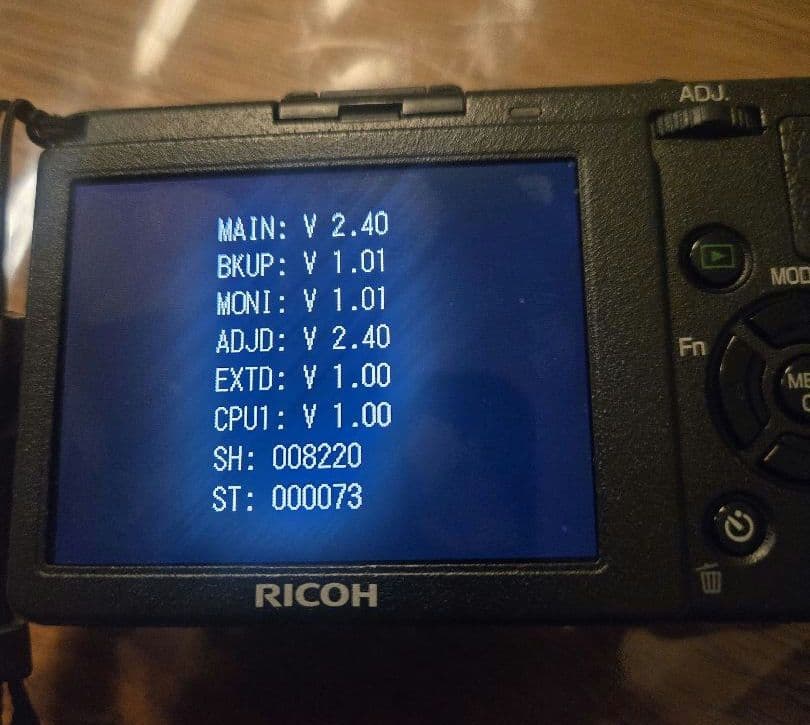 ADJ.
MAIN: V 2.40
BKUP: V 1.01
MONI: V 1.01
ADJD: V 2.40
EXTD: V 1.00
CPU1: V 1.00
SH: 008220
ST: 000073
Fn
RICOH